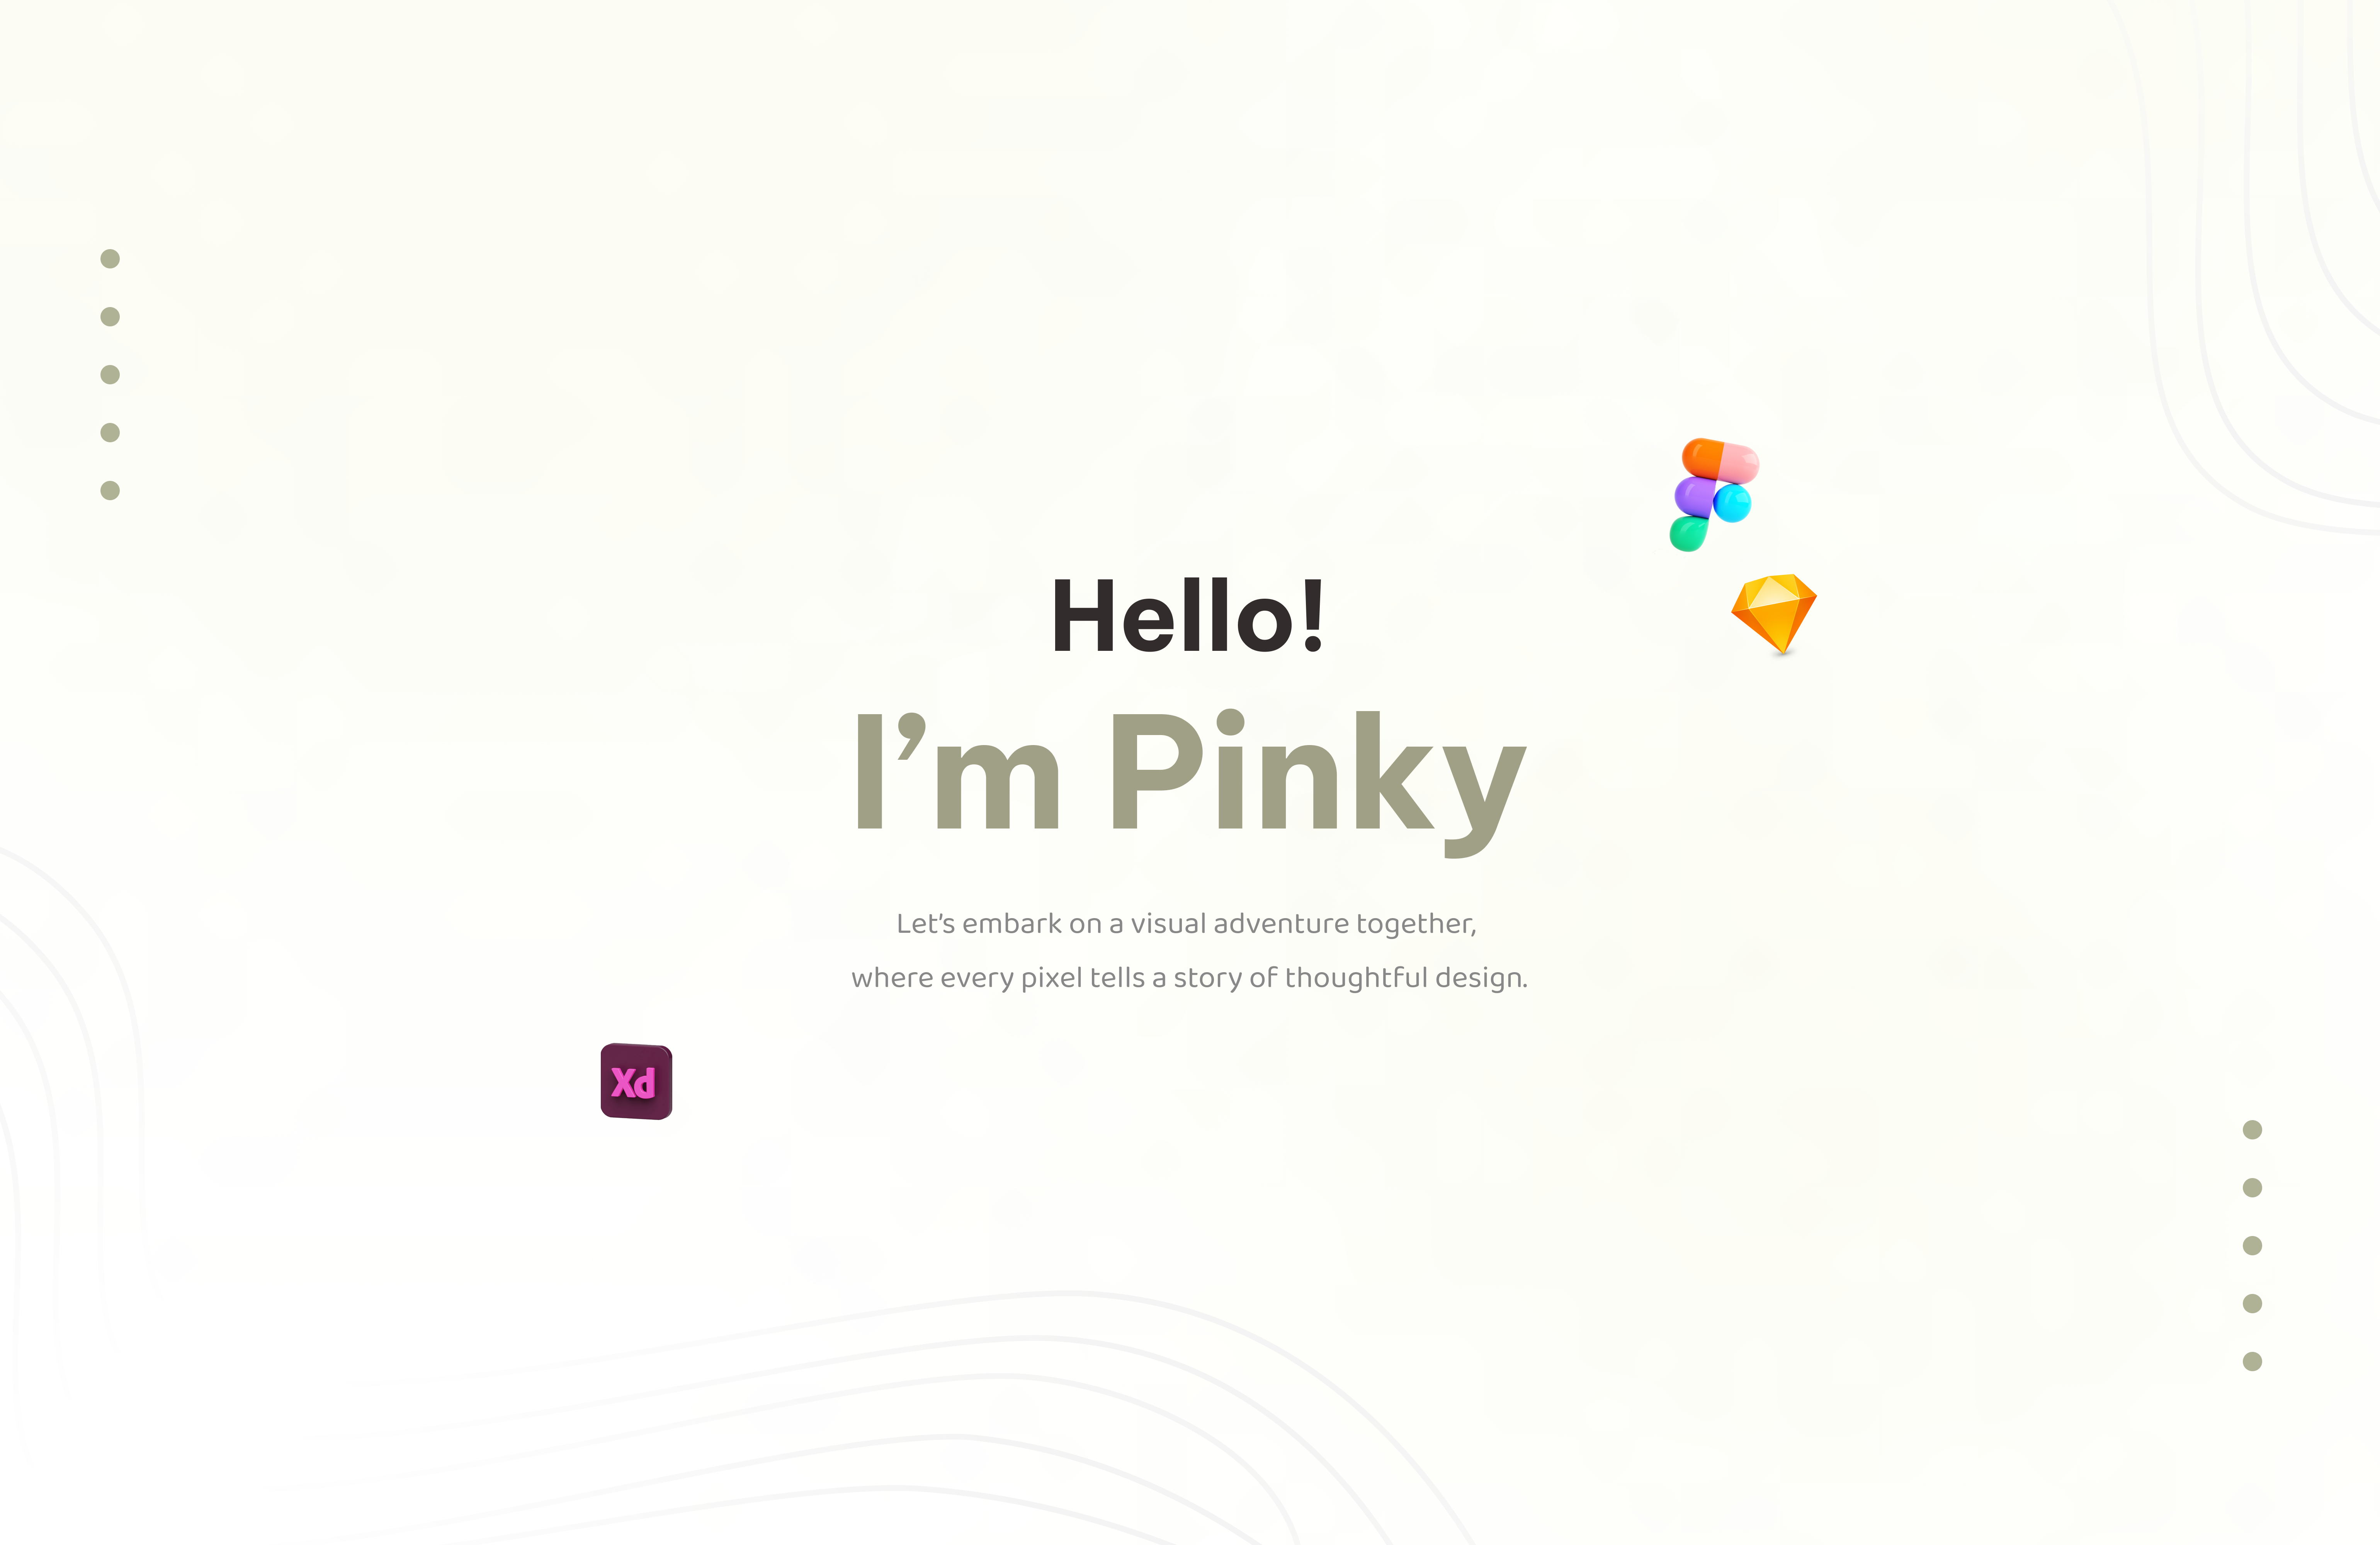 Hello!
I’m Pinky
Let’s embark on a visual adventure together,
where every pixel tells a story of thoughtful design.
Xd